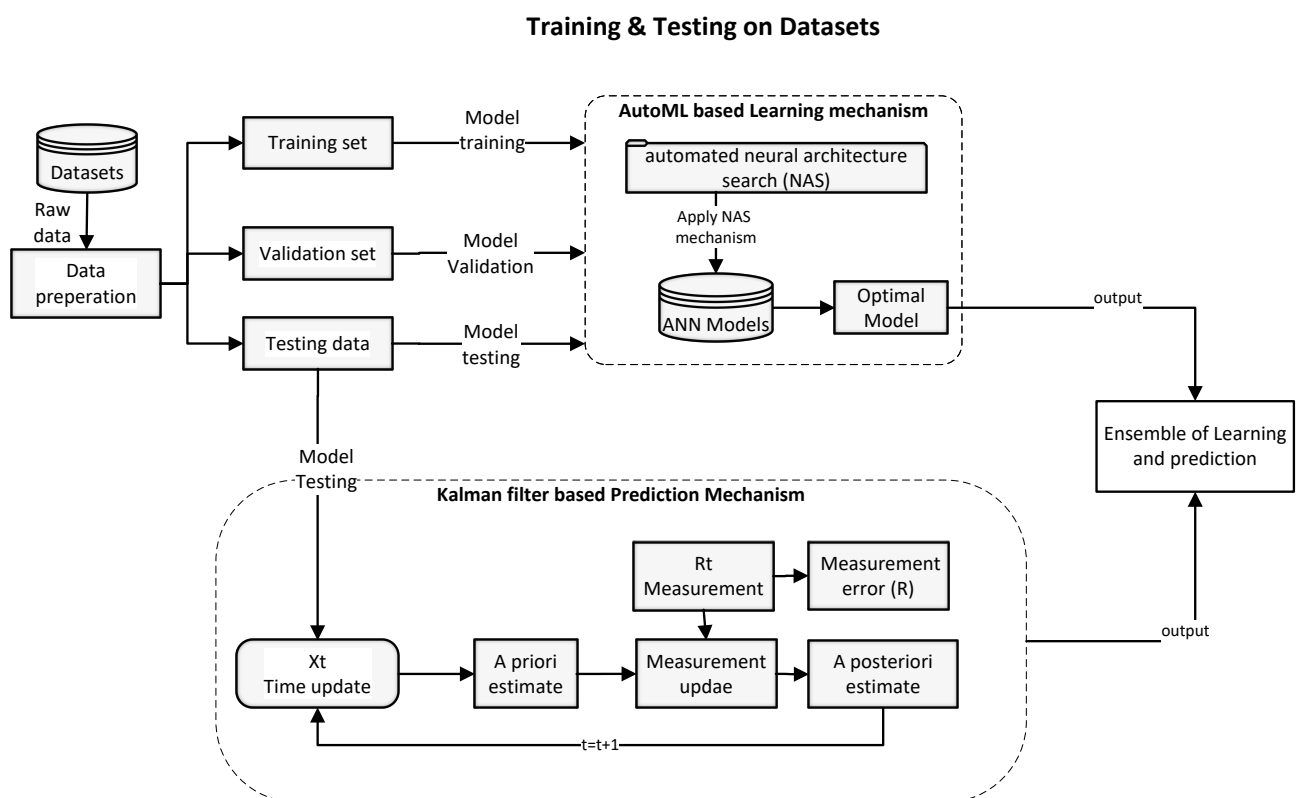 Training & Testing on Datasets
Datasets
Raw
data
Data
preperation
Training set
Validation set
Testing data
Model
training
Model
Validation
Model
testing
AutoML based Learning mechanism
automated neural architecture
search (NAS)
Apply NAS
mechanism
ANN Models
Optimal
Model
output
Ensemble of Learning
and prediction
Model
Testing
Kalman filter based Prediction Mechanism
Rt
Measurement
Measurement
error (R)
Xt
Time update
A priori
estimate
Measurement
updae
A posteriori
estimate
t=t+1
output